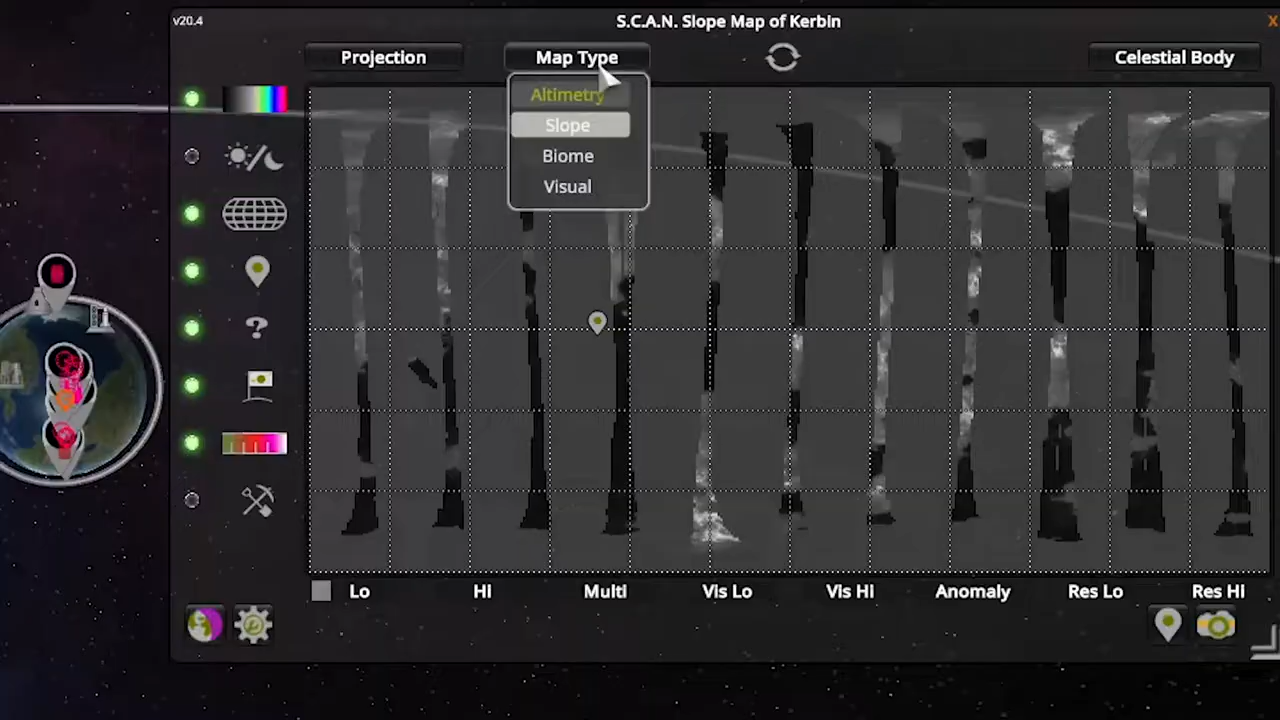 v20.4
S.C.A.N. Slope Map of Kerbin
X
Projection
Map Type
Celestial Body
Altimetry
Slope
Biome
Visual
?
Lo HI Multi Vis Lo Vis HI Anomaly Res Lo Res HI